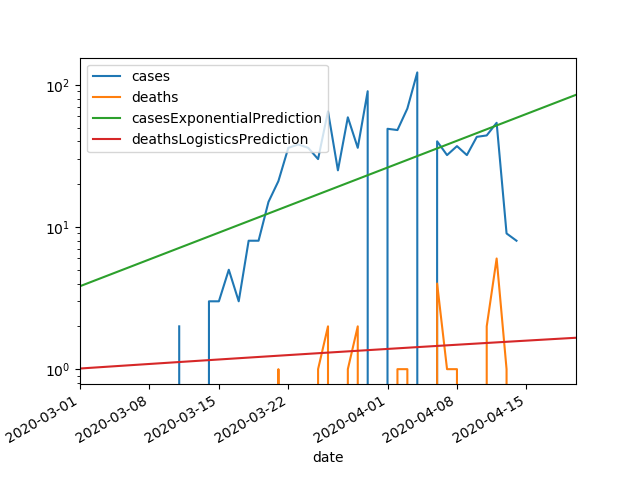 cases
deaths
casesExponentialPrediction
deathsLogisticsPrediction
10²
10¹
10⁰
2020-03-01
2020-03-08
2020-03-15
2020-03-22
2020-04-01
2020-04-08
2020-04-15
date